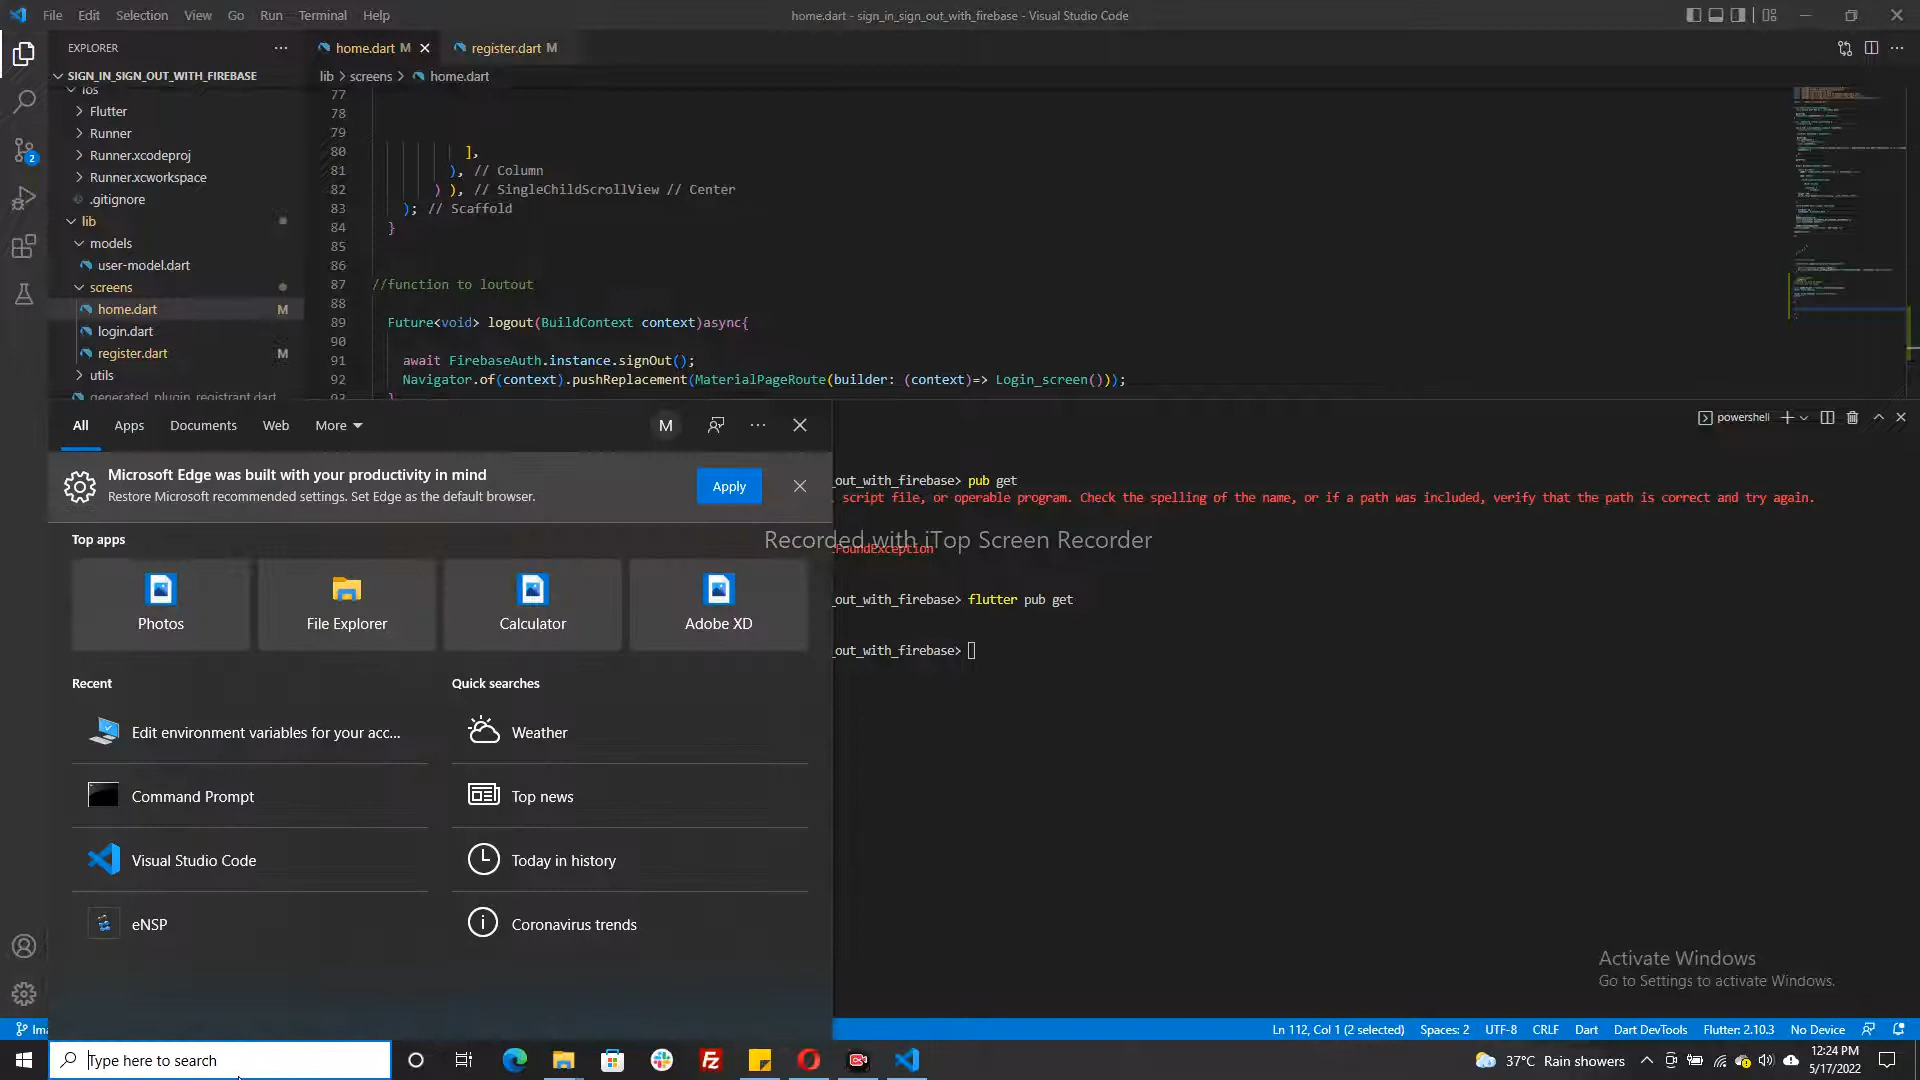 File Edit Selection View Go Run Terminal Help
home.dart - sign_in_sign_out_with_firebase - Visual Studio Code
EXPLORER
home.dart M
register.dart M
SIGN_IN_SIGN_OUT_WITH_FIREBASE
lib > screens > home.dart
ios
Flutter
Runner
Runner.xcodeproj
Runner.xcworkspace
.gitignore
lib
models
user-model.dart
screens
home.dart M
login.dart
register.dart M
utils
generated_plugin_registrant.dart
2
77
78
79
80 ],
81 ), // Column
82 ) ), // SingleChildScrollView // Center
83 ); // Scaffold
84 }
85
86
87 //function to loutout
88
89 Future<void> logout(BuildContext context)async{
90
91 await FirebaseAuth.instance.signOut();
92 Navigator.of(context).pushReplacement(MaterialPageRoute(builder: (context)=> Login_screen()));
93 }
All Apps Documents Web More M
powershell
Microsoft Edge was built with your productivity in mind
Restore Microsoft recommended settings. Set Edge as the default browser.
Apply
_out_with_firebase> pub get
script file, or operable program. Check the spelling of the name, or if a path was included, verify that the path is correct and try again.
Recorded with iTop Screen Recorder
FoundException
_out_with_firebase> flutter pub get
_out_with_firebase>
Top apps
Photos
File Explorer
Calculator
Adobe XD
Recent
Edit environment variables for your acc...
Command Prompt
Visual Studio Code
eNSP
Quick searches
Weather
Top news
Today in history
Coronavirus trends
Activate Windows
Go to Settings to activate Windows.
Ln 112, Col 1 (2 selected) Spaces: 2 UTF-8 CRLF Dart Dart DevTools Flutter: 2.10.3 No Device
Type here to search
37°C Rain showers
12:24 PM
5/17/2022